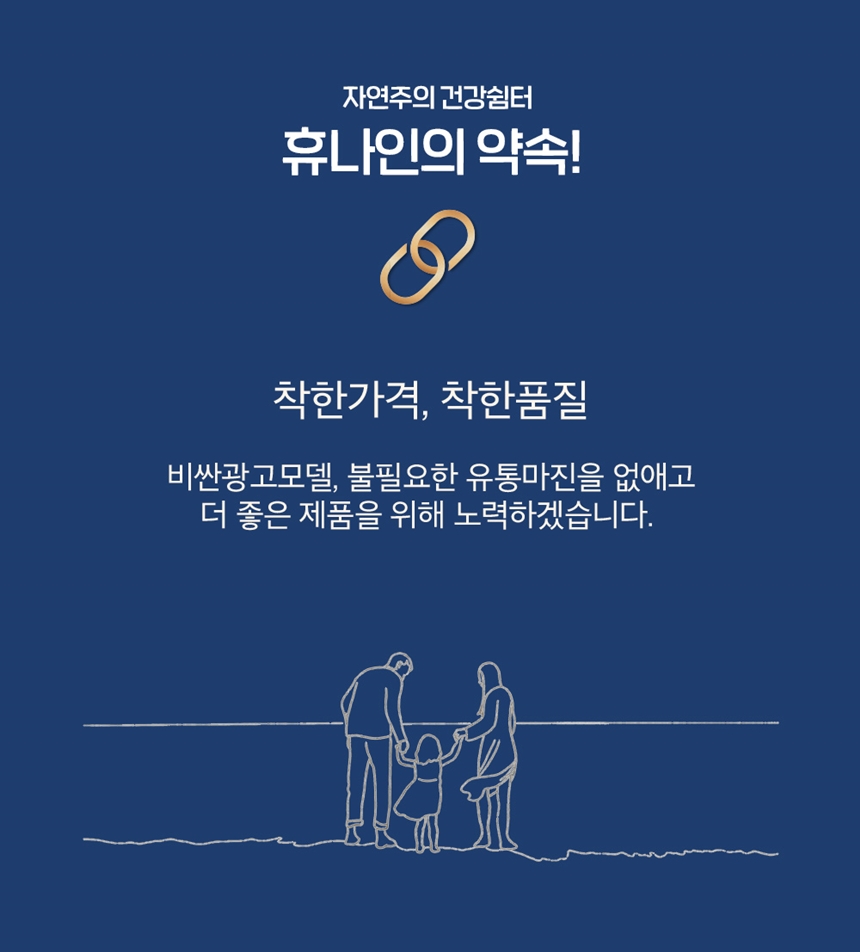 자연주의 건강쉼터
휴나인의 약속!
착한가격, 착한품질
비싼광고모델, 불필요한 유통마진을 없애고
더 좋은 제품을 위해 노력하겠습니다.